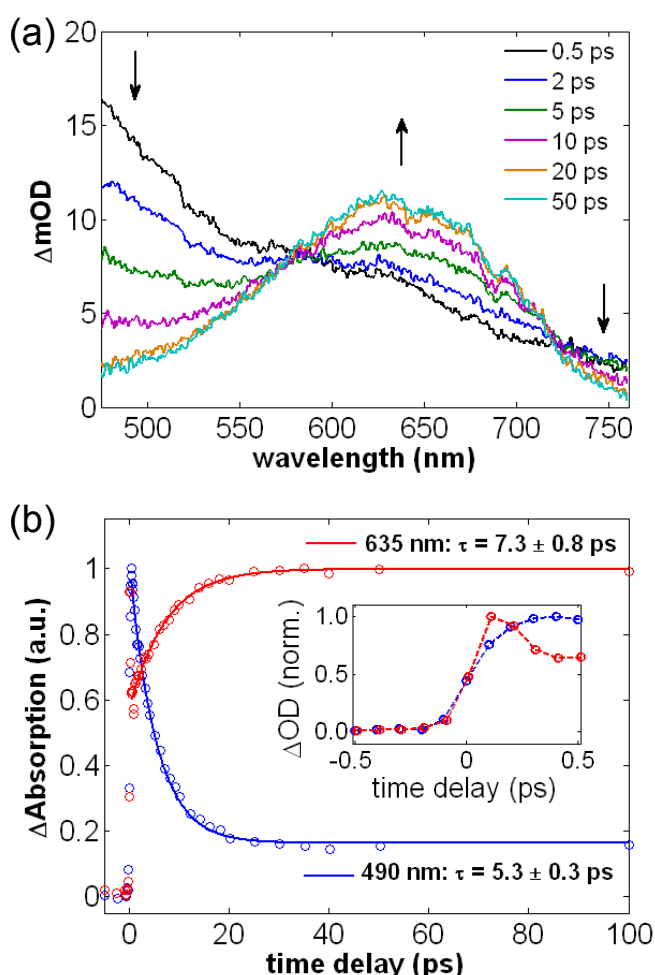 (a)
20
15
10
5
0
ΔmOD
0.5 ps
2 ps
5 ps
10 ps
20 ps
50 ps
500 550 600 650 700 750
wavelength (nm)
(b)
1
0.8
0.6
0.4
0.2
0
ΔAbsorption (a.u.)
635 nm: τ = 7.3 ± 0.8 ps
1.0
0.5
0.0
ΔOD (norm.)
-0.5 0 0.5
time delay (ps)
490 nm: τ = 5.3 ± 0.3 ps
0 20 40 60 80 100
time delay (ps)